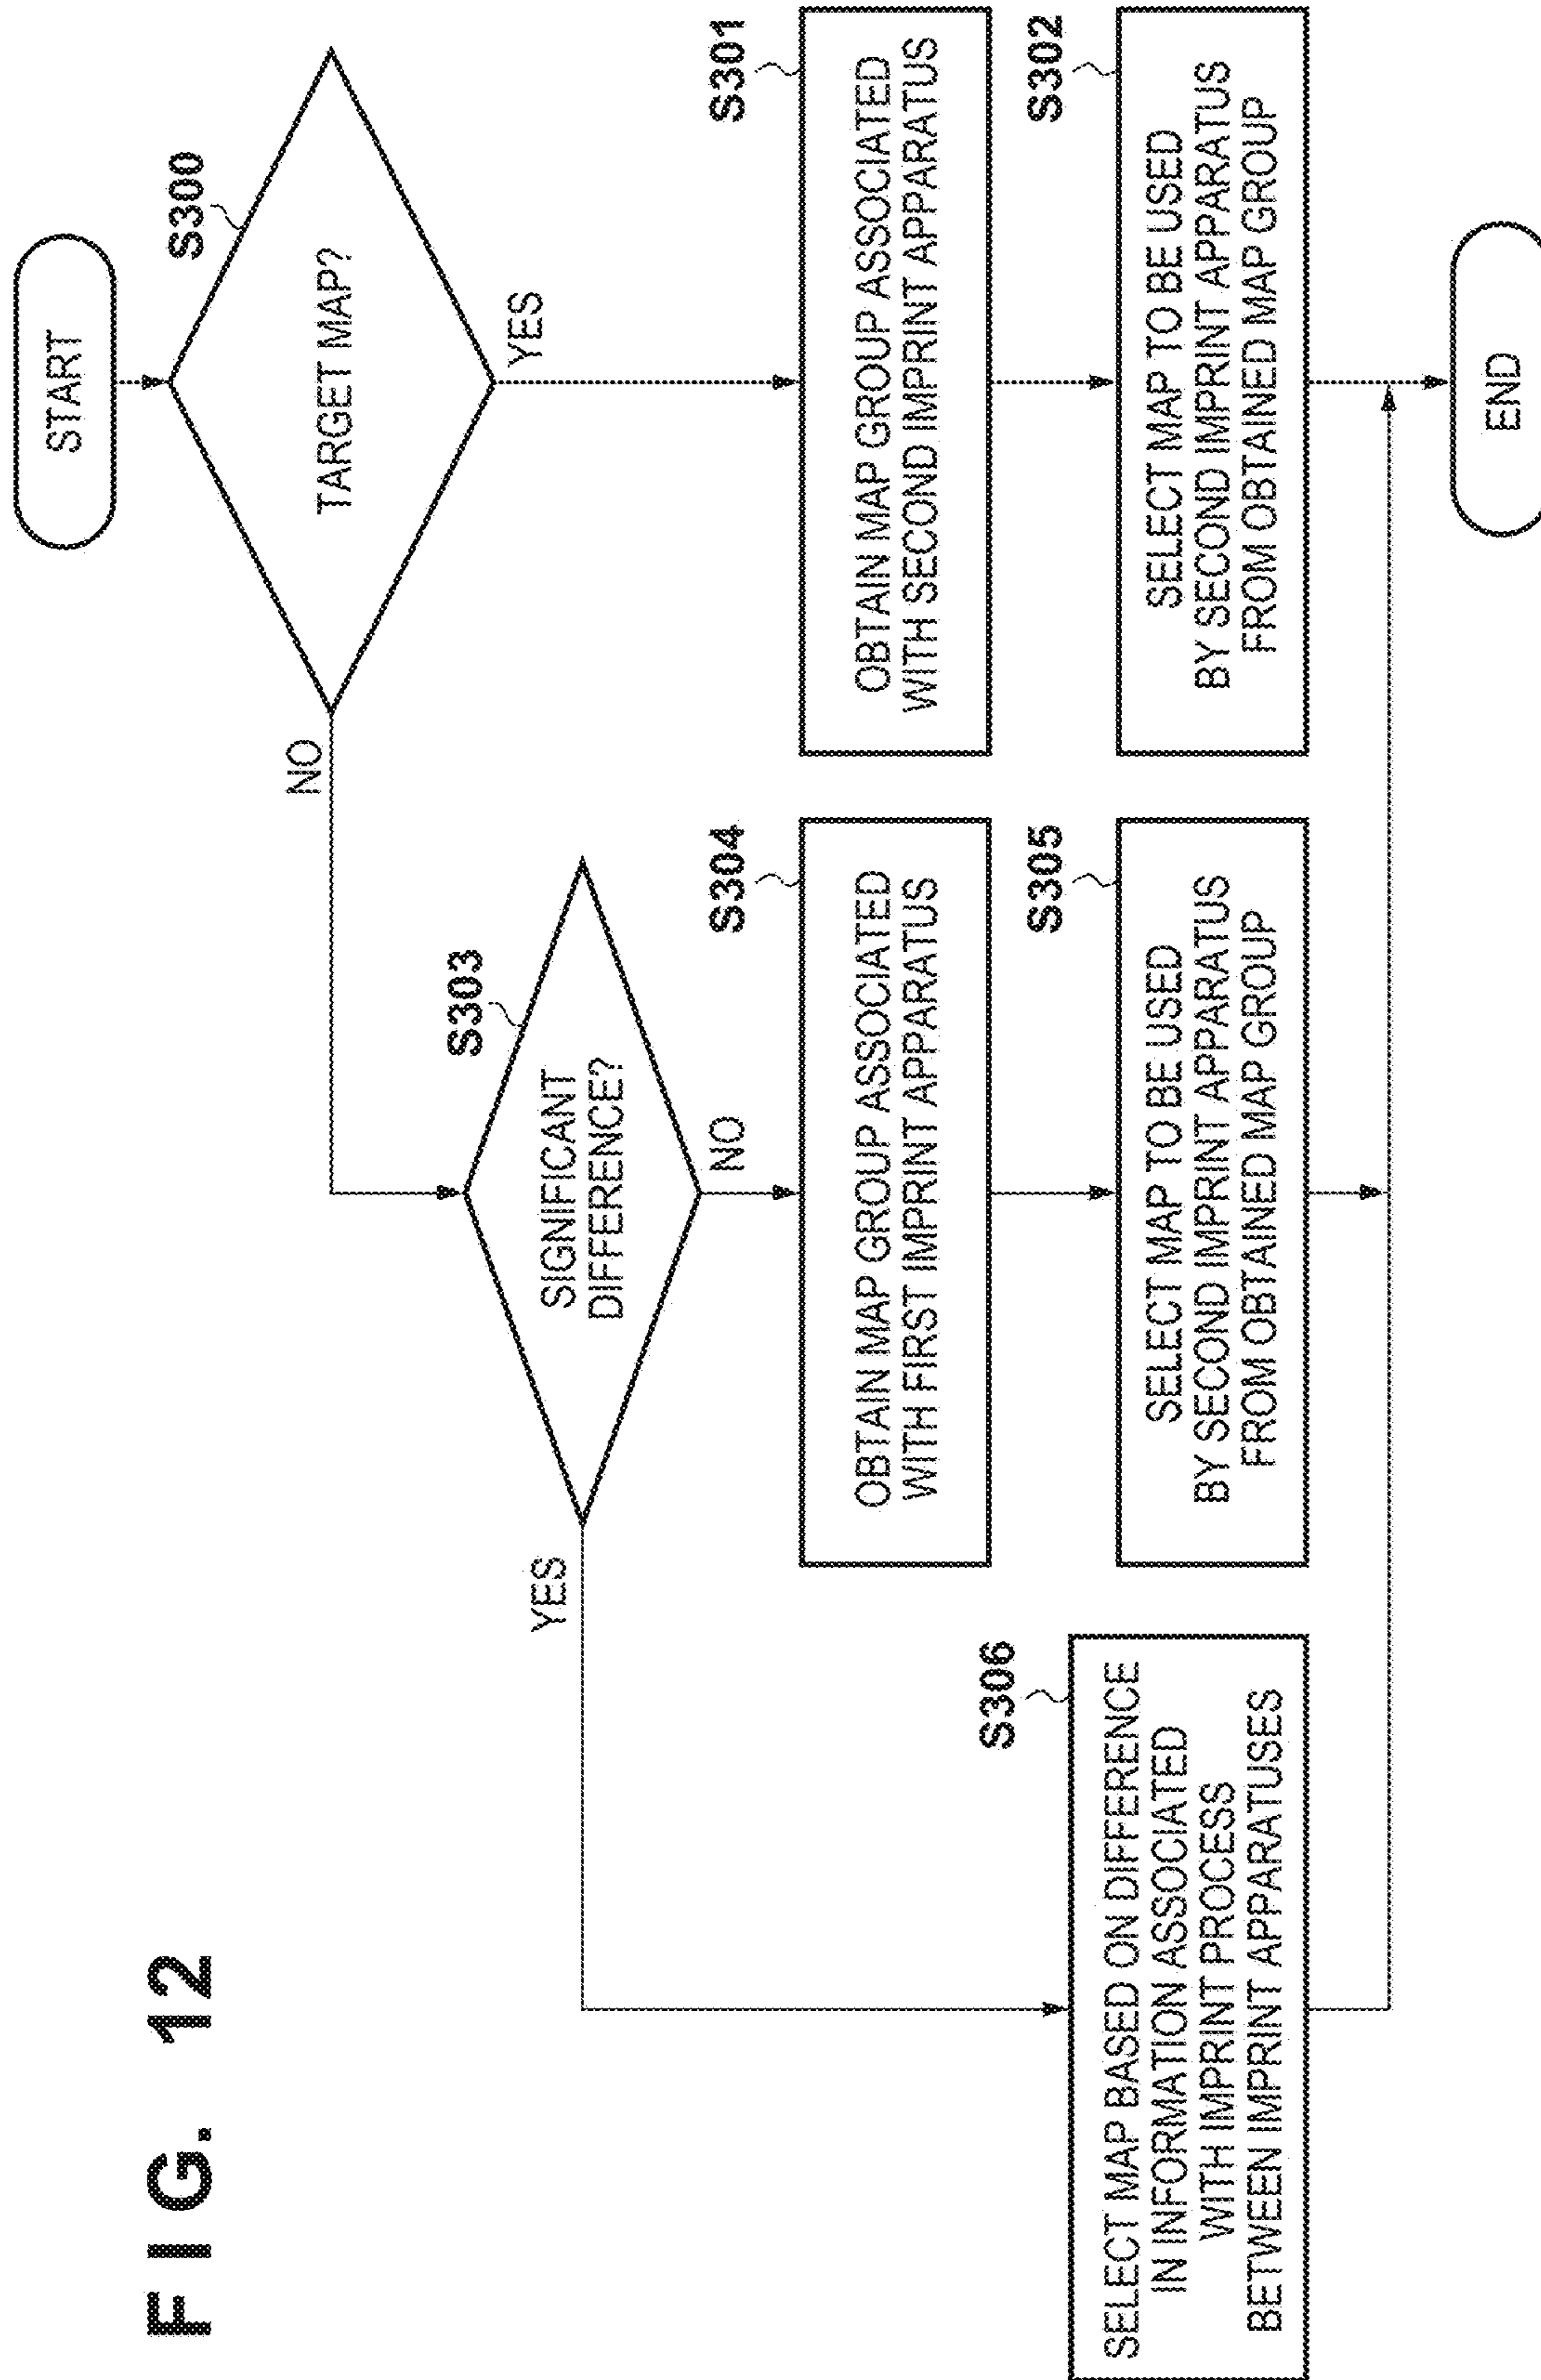 FIG. 12
START
S300
TARGET MAP?
NO
YES
S303
SIGNIFICANT
DIFFERENCE?
YES
NO
S301
OBTAIN MAP GROUP ASSOCIATED
WITH SECOND IMPRINT APPARATUS
S304
OBTAIN MAP GROUP ASSOCIATED
WITH FIRST IMPRINT APPARATUS
S306
SELECT MAP BASED ON DIFFERENCE
IN INFORMATION ASSOCIATED
WITH IMPRINT PROCESS
BETWEEN IMPRINT APPARATUSES
S305
SELECT MAP TO BE USED
BY SECOND IMPRINT APPARATUS
FROM OBTAINED MAP GROUP
S302
SELECT MAP TO BE USED
BY SECOND IMPRINT APPARATUS
FROM OBTAINED MAP GROUP
END